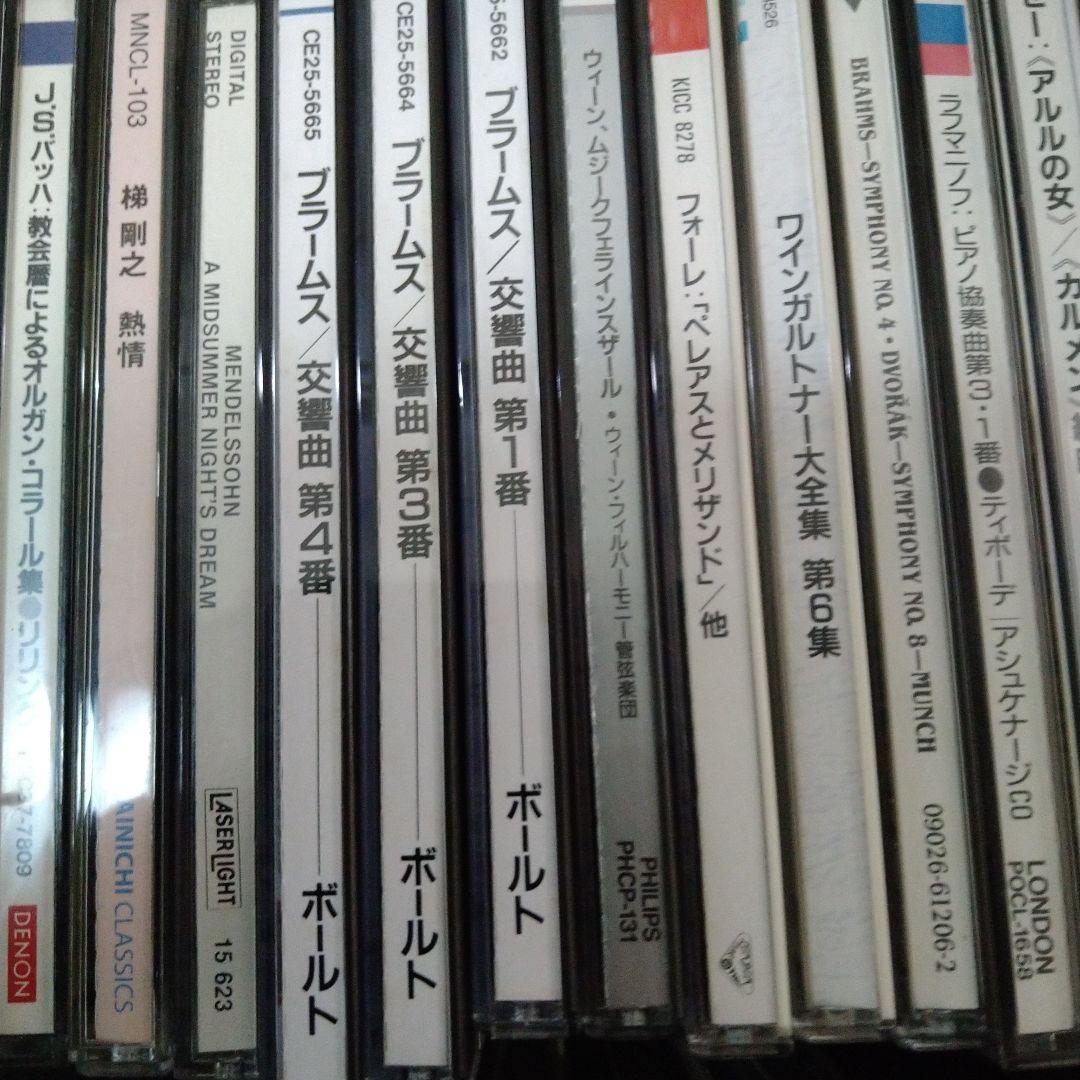 J.S.バッハ:教会暦によるオルガン・コラール集●リリン
-7809
DENON
MNCL-103 梯 剛之 熱情
AINICHI CLASSICS
DIGITAL
STEREO
MENDELSSOHN
A MIDSUMMER NIGHT'S DREAM
LASERLIGHT
15 623
CE25-5665 ブラームス/交響曲 第4番 ボールト
CE25-5664 ブラームス/交響曲 第3番 ボールト
5-5662 ブラームス/交響曲 第1番 ボールト
ウィーン、ムジークフェラインスザール・ウィーン・フィルハーモニー管弦楽団
PHILIPS
PHCP-131
KICC 8278 フォーレ:「ペレアスとメリザンド」/他
4526
ワインガルトナー大全集 第6集
BRAHMS—SYMPHONY NO. 4・DVOŘÁK—SYMPHONY NO. 8—MUNCH
09026-61206-2
ラフマニノフ:ピアノ協奏曲第3・1番●ティボーデ/アシュケナージCD
LONDON
POCL-1658
ー:《アルルの女》/《カルメン》